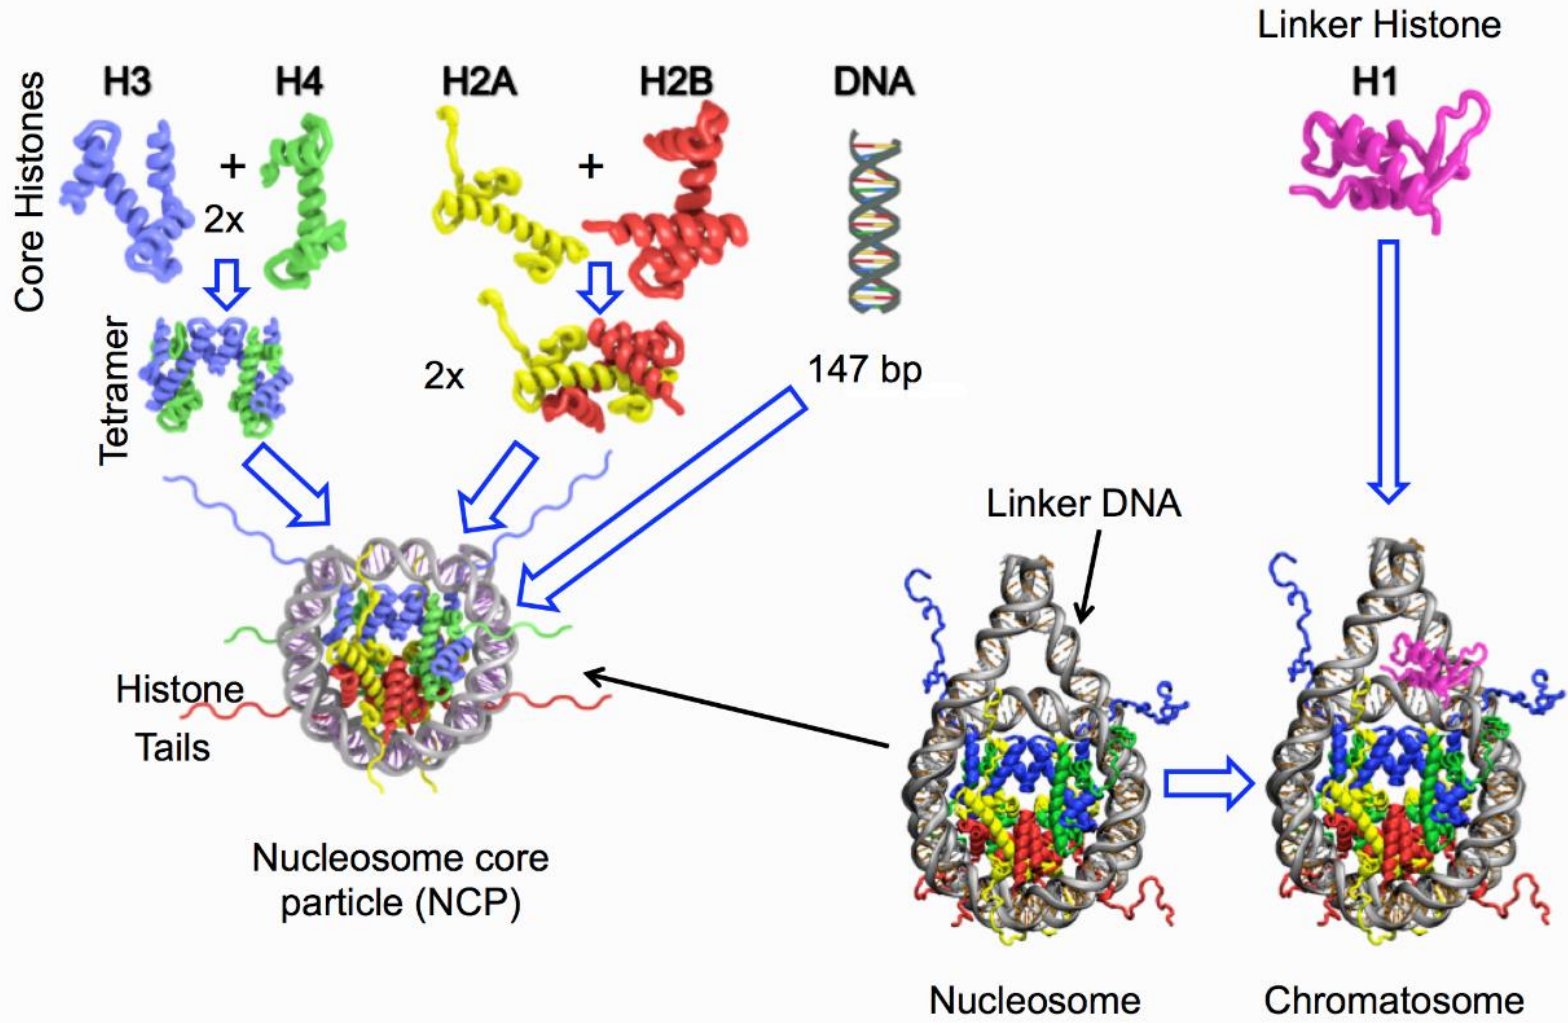 Linker Histone
H3
H4
H2A
H2B
DNA
H1
Core Histones
+
2x
+
Tetramer
2x
147 bp
Linker DNA
Histone
Tails
Nucleosome core
particle (NCP)
Nucleosome
Chromatosome